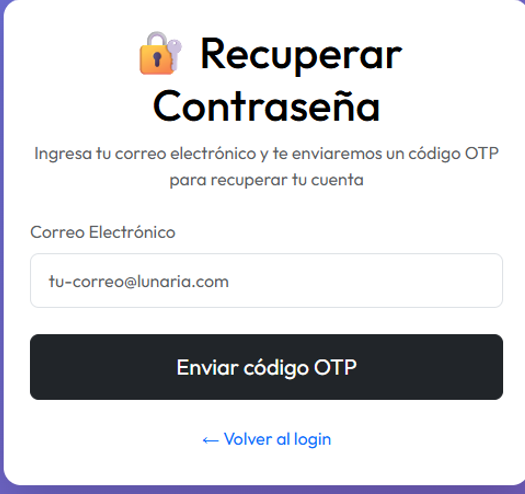 🔐 Recuperar
Contraseña
Ingresa tu correo electrónico y te enviaremos un código OTP
para recuperar tu cuenta
Correo Electrónico
tu-correo@lunaria.com
Enviar código OTP
← Volver al login